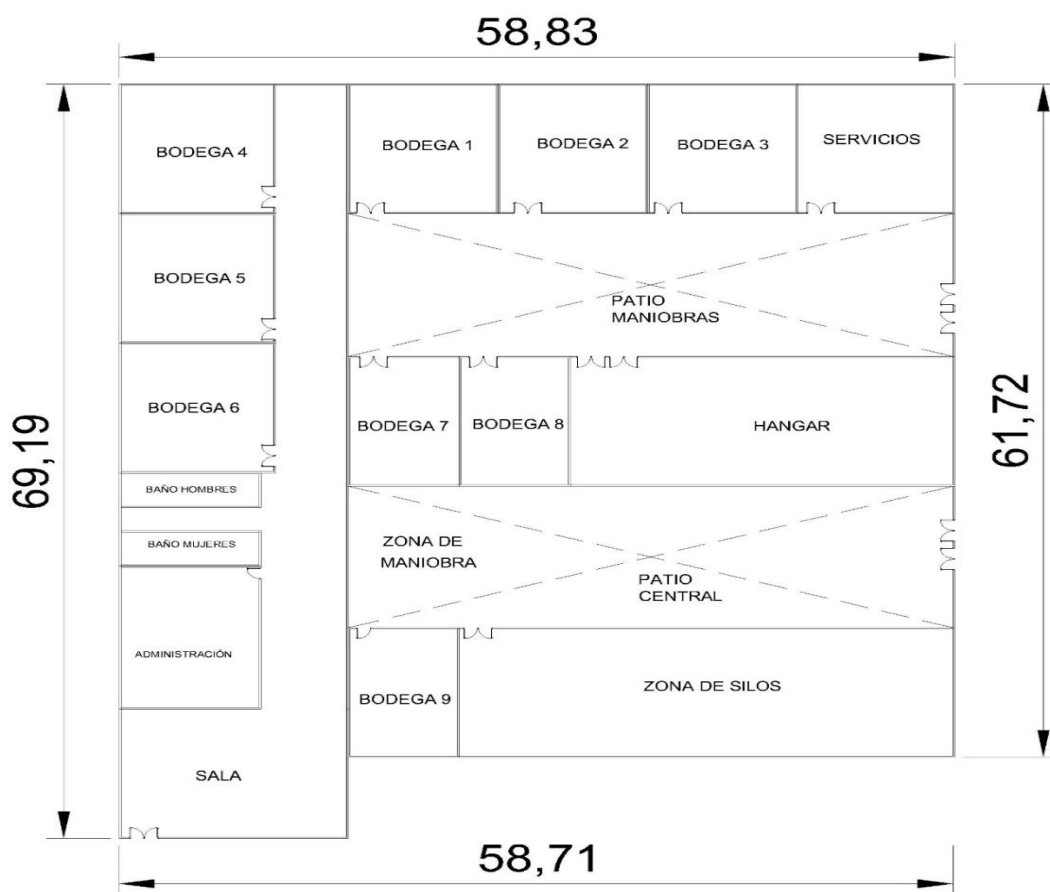 58,83
BODEGA 4
BODEGA 1
BODEGA 2
BODEGA 3
SERVICIOS
BODEGA 5
PATIO
MANIOBRAS
BODEGA 6
BODEGA 7
BODEGA 8
HANGAR
69,19
61,72
BAÑO HOMBRES
BAÑO MUJERES
ZONA DE
MANIOBRA
PATIO
CENTRAL
ADMINISTRACIÓN
BODEGA 9
ZONA DE SILOS
SALA
58,71